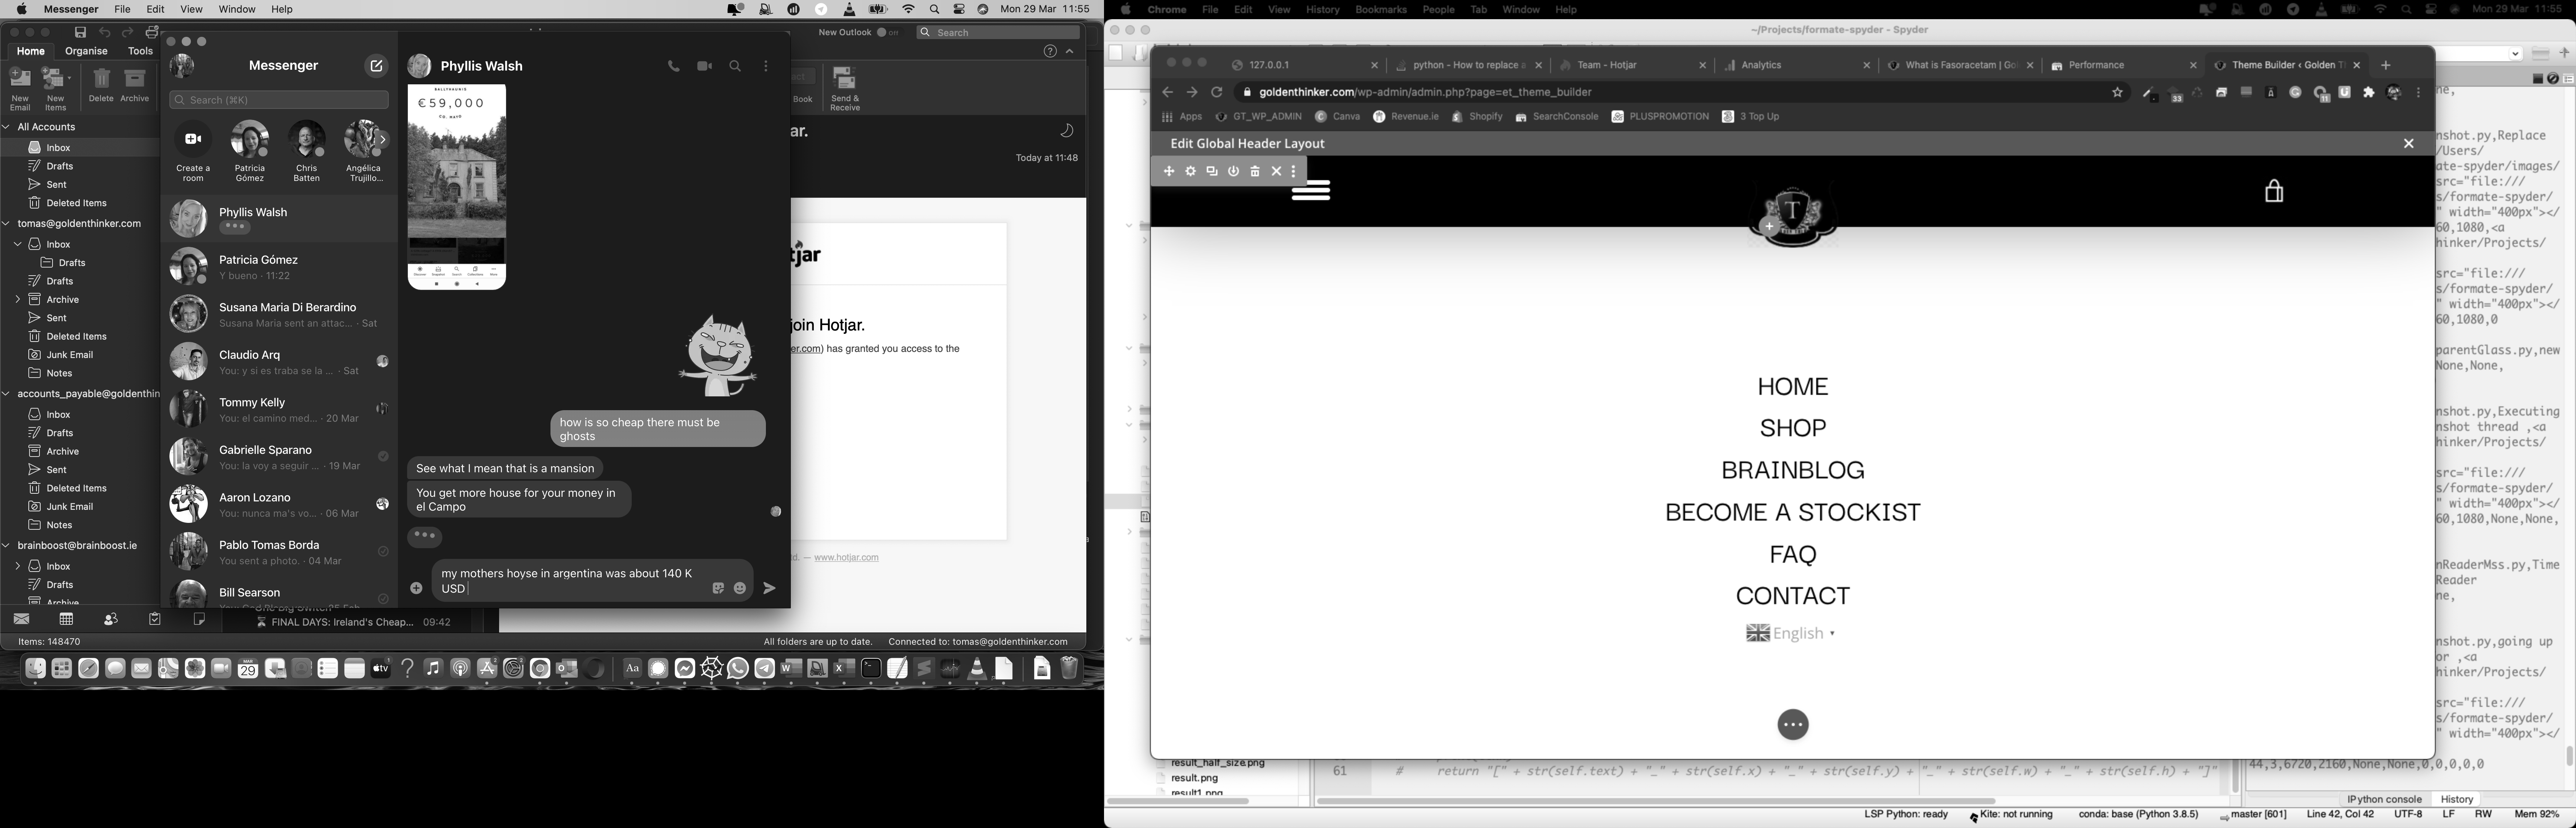 Messenger File Edit View Window Help
Mon 29 Mar 11:55
New Outlook
Search
Home Organise Tools
New Email
New Items
Delete
Archive
Book
Send & Receive
All Accounts
Inbox
Drafts
Sent
Deleted Items
tomas@goldenthinker.com
Inbox
Drafts
Drafts
Archive
Sent
Deleted Items
Junk Email
Notes
accounts_payable@goldenthin
Inbox
Drafts
Archive
Sent
Deleted Items
Junk Email
Notes
brainboost@brainboost.ie
Inbox
Drafts
Archive
Items: 148470
Messenger
Search (⌘K)
Create a room
Patricia Gómez
Chris Batten
Angélica Trujillo...
Phyllis Walsh
Patricia Gómez
Y bueno · 11:22
Susana Maria Di Berardino
Susana Maria sent an attac... · Sat
Claudio Arq
You: y si es traba se la ... · Sat
Tommy Kelly
You: el camino med... · 20 Mar
Gabrielle Sparano
You: la voy a seguir ... · 19 Mar
Aaron Lozano
You: nunca ma's vo... · 06 Mar
Pablo Tomas Borda
You sent a photo. · 04 Mar
Bill Searson
FINAL DAYS: Ireland's Cheap... 09:42
Phyllis Walsh
BALLYHAUNIS
€59,000
CO. MAYO
how is so cheap there must be
ghosts
See what I mean that is a mansion
You get more house for your money in
el Campo
my mothers hoyse in argentina was about 140 K
USD
ar.
Today at 11:48
tjar
join Hotjar.
er.com) has granted you access to the
td. — www.hotjar.com
All folders are up to date. Connected to: tomas@goldenthinker.com
Chrome File Edit View History Bookmarks People Tab Window Help
Mon 29 Mar 11:55
~/Projects/formate-spyder - Spyder
127.0.0.1
python - How to replace a
Team - Hotjar
Analytics
What is Fasoracetam | Go
Performance
Theme Builder ‹ Golden T
goldenthinker.com/wp-admin/admin.php?page=et_theme_builder
Apps GT_WP_ADMIN Canva Revenue.ie Shopify SearchConsole PLUSPROMOTION 3 Top Up
Edit Global Header Layout
T
HOME
SHOP
BRAINBLOG
BECOME A STOCKIST
FAQ
CONTACT
English
ne,
nshot.py,Replace
/Users/
mate-spyder/images/
src="file:///
s/formate-spyder/
" width="400px"></
60,1080,<a
hinker/Projects/
src="file:///
s/formate-spyder/
" width="400px"></
60,1080,0
parentGlass.py,new
None,None,
nshot.py,Executing
nshot thread ,<a
hinker/Projects/
src="file:///
s/formate-spyder/
" width="400px"></
60,1080,None,None,
nReaderMss.py,Time
Reader
ne,
nshot.py,going up
or ,<a
hinker/Projects/
src="file:///
s/formate-spyder/
" width="400px"></
44,3,6720,2160,None,None,0,0,0,0,0
result_half_size.png
result.png
result1.png
61 # return "[" + str(self.text) + "_" + str(self.x) + "_" + str(self.y) + "_" + str(self.w) + "_" + str(self.h) + "]"
IPython console History
LSP Python: ready Kite: not running conda: base (Python 3.8.5) master [601] Line 42, Col 42 UTF-8 LF RW Mem 92%